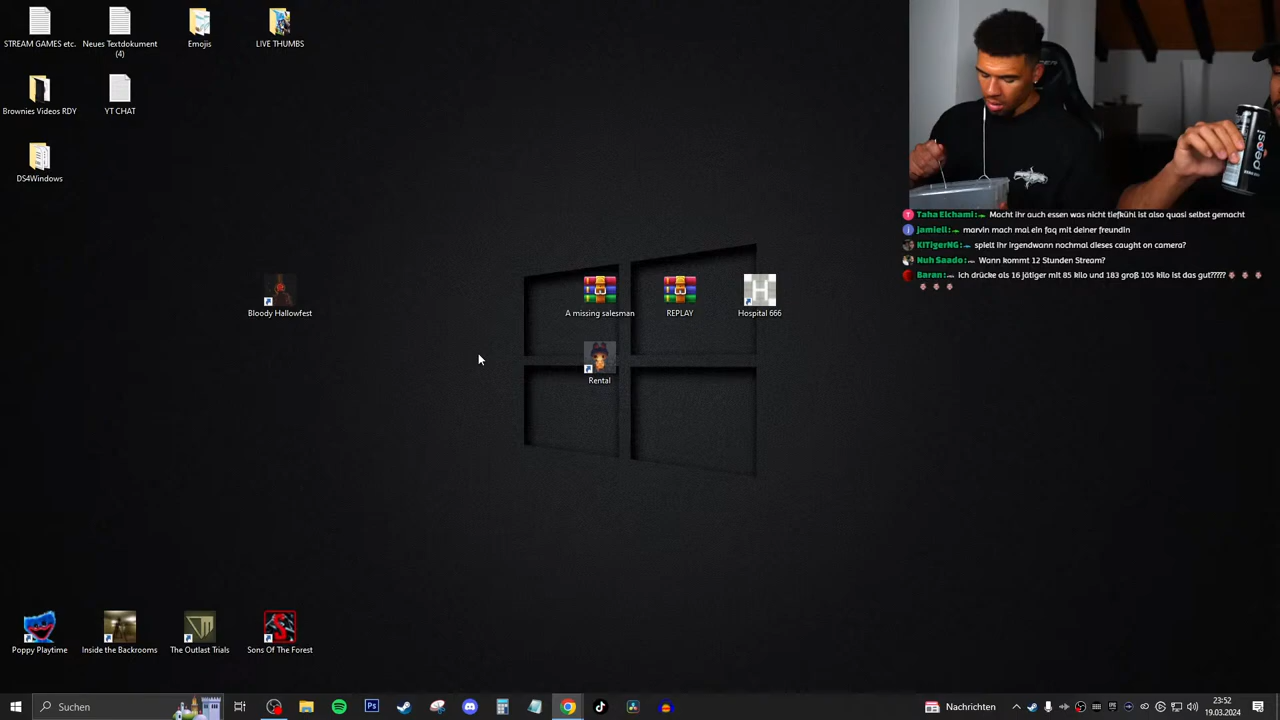 STREAM GAMES etc.
Neues Textdokument
(4)
Emojis
LIVE THUMBS
Brownies Videos RDY
YT CHAT
DS4Windows
pepsi
Taha Elchami: Macht ihr auch essen was nicht tiefkühl ist also quasi selbst gemacht
jamiell: marvin mach mal ein faq mit deiner freundin
KITigerNG: spielt ihr irgendwann nochmal dieses caught on camera?
Nuh Saado: Wann kommt 12 Stunden Stream?
Baran: Ich drücke als 16 jötiger mit 85 kilo und 183 groß 105 kilo ist das gut?????
Bloody Hallowfest
A missing salesman
REPLAY
H
Hospital 666
Rental
Poppy Playtime
Inside the Backrooms
The Outlast Trials
Sons Of The Forest
Suchen
Ps
Nachrichten
23:52
19.03.2024